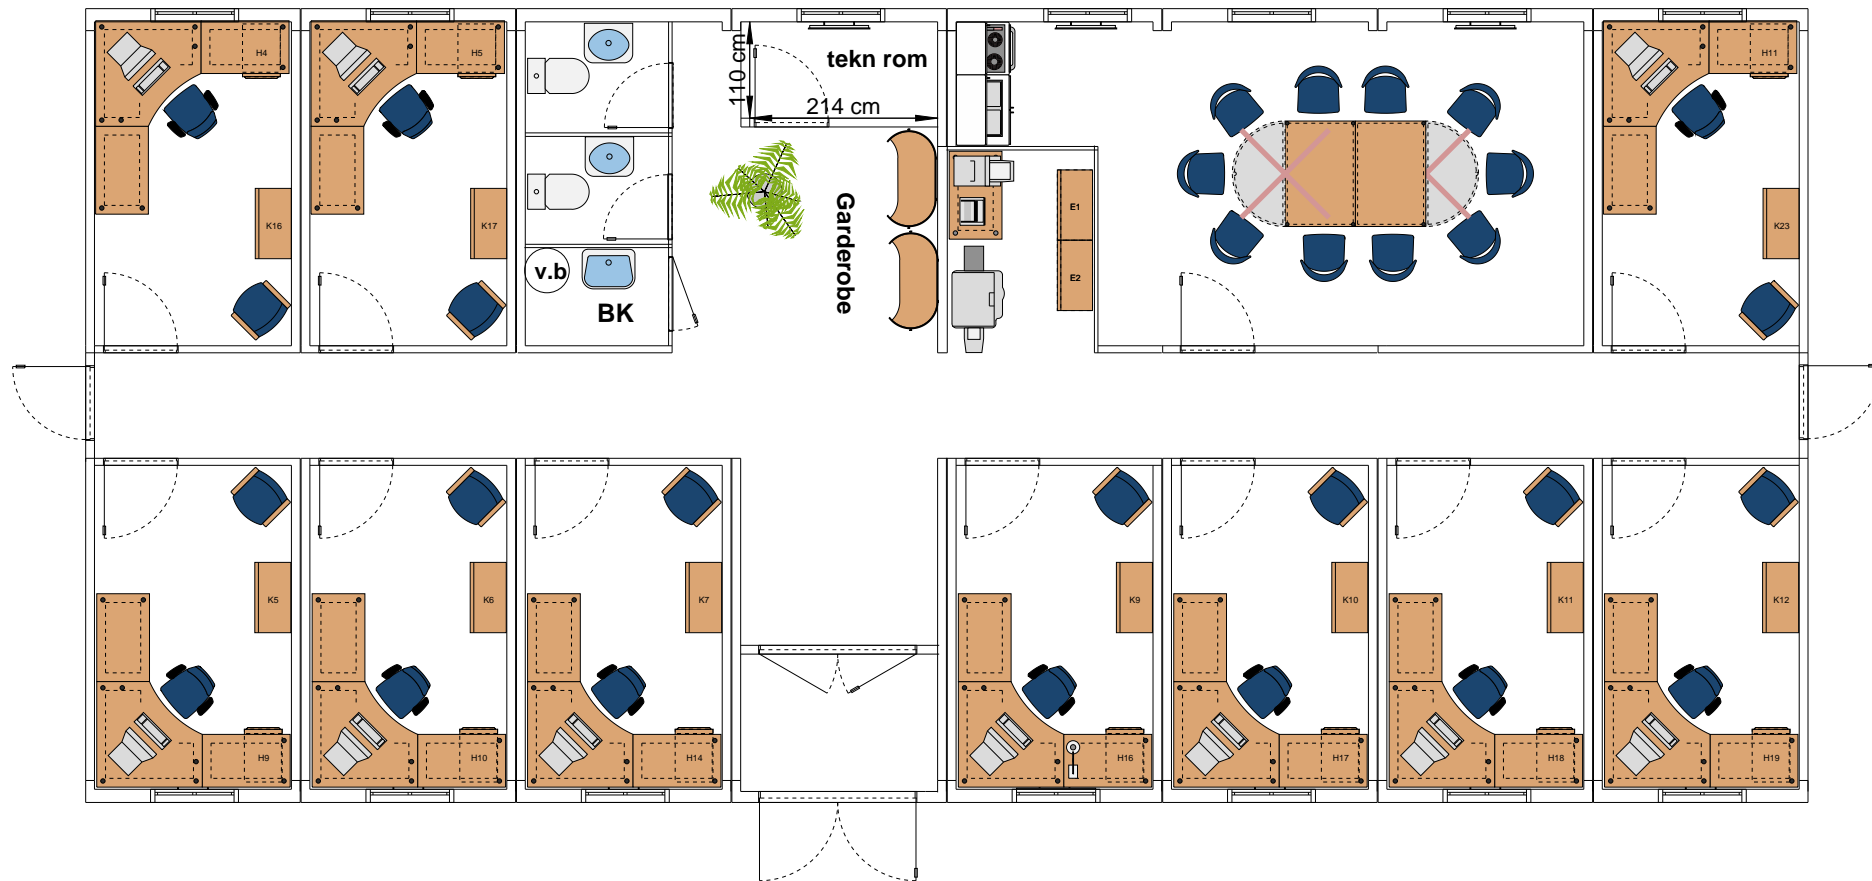 H4
H5
H11
110 cm
tekn rom
214 cm
K16
K17
E1
K23
Garderobe
v.b
E2
BK
K5
K6
K7
K9
K10
K11
K12
H9
H10
H14
H16
H17
H18
H19